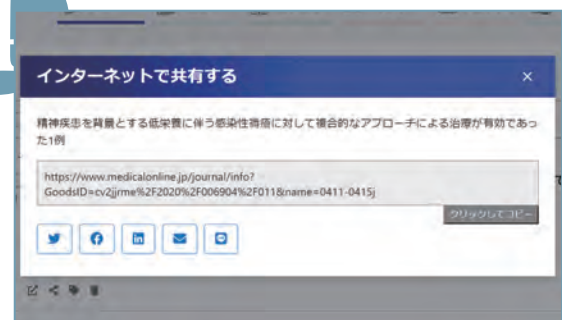 インターネットで共有する
×
精神疾患を背景とする低栄養に伴う感染性褥瘡に対して複合的なアプローチによる治療が有効であっ
た1例
https://www.medicalonline.jp/journal/info?
GoodsID=cv2jjrme%2F2020%2F006904%2F011&name=0411-0415j
クリックしてコピー